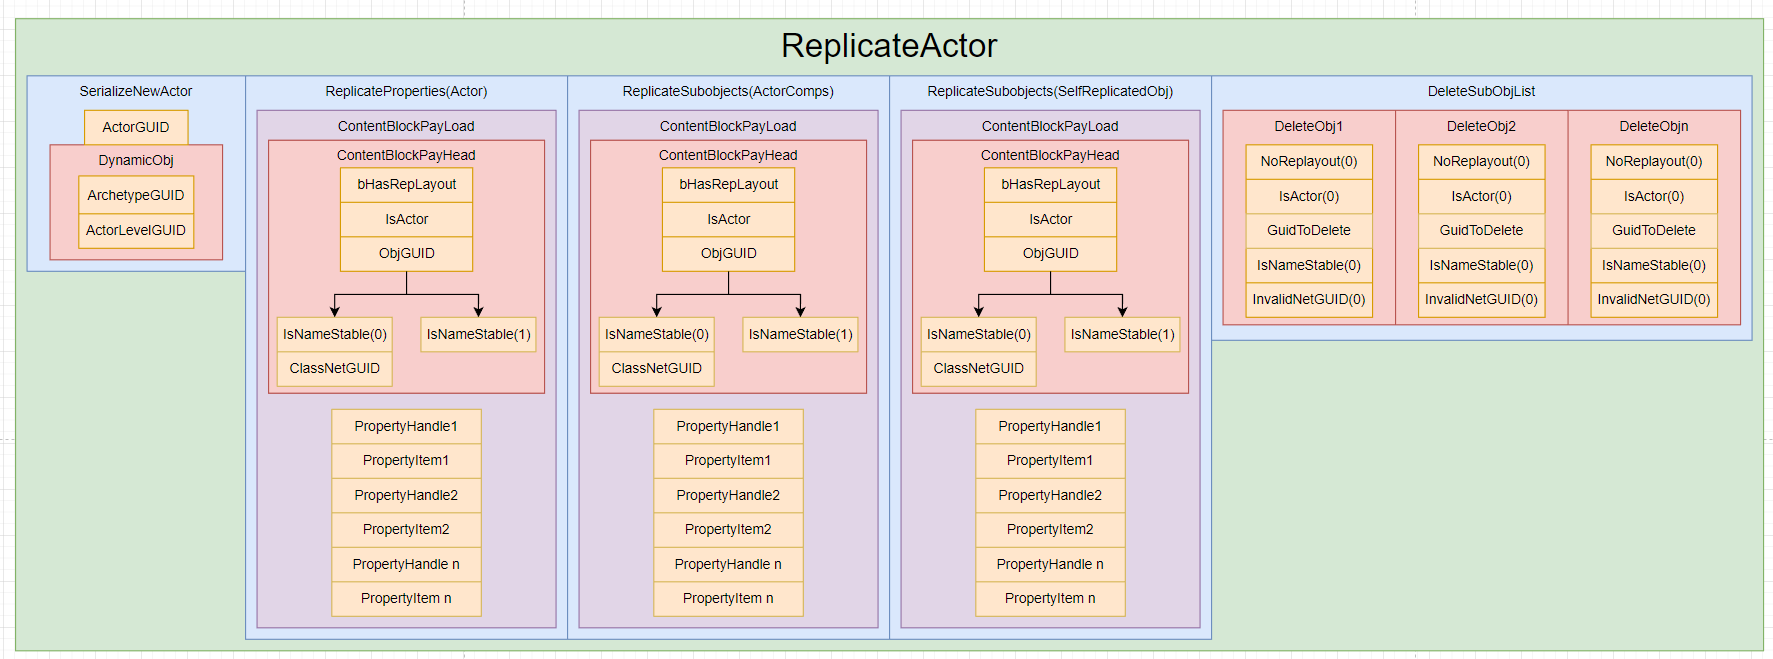 ReplicateActor
SerializeNewActor
ActorGUID
DynamicObj
ArchetypeGUID
ActorLevelGUID
ReplicateProperties(Actor)
ContentBlockPayLoad
ContentBlockPayHead
bHasRepLayout
IsActor
ObjGUID
IsNameStable(0)
IsNameStable(1)
ClassNetGUID
PropertyHandle1
PropertyItem1
PropertyHandle2
PropertyItem2
PropertyHandle n
PropertyItem n
ReplicateSubobjects(ActorComps)
ContentBlockPayLoad
ContentBlockPayHead
bHasRepLayout
IsActor
ObjGUID
IsNameStable(0)
IsNameStable(1)
ClassNetGUID
PropertyHandle1
PropertyItem1
PropertyHandle2
PropertyItem2
PropertyHandle n
PropertyItem n
ReplicateSubobjects(SelfReplicatedObj)
ContentBlockPayLoad
ContentBlockPayHead
bHasRepLayout
IsActor
ObjGUID
IsNameStable(0)
IsNameStable(1)
ClassNetGUID
PropertyHandle1
PropertyItem1
PropertyHandle2
PropertyItem2
PropertyHandle n
PropertyItem n
DeleteSubObjList
DeleteObj1
NoReplayout(0)
IsActor(0)
GuidToDelete
IsNameStable(0)
InvalidNetGUID(0)
DeleteObj2
NoReplayout(0)
IsActor(0)
GuidToDelete
IsNameStable(0)
InvalidNetGUID(0)
DeleteObjn
NoReplayout(0)
IsActor(0)
GuidToDelete
IsNameStable(0)
InvalidNetGUID(0)